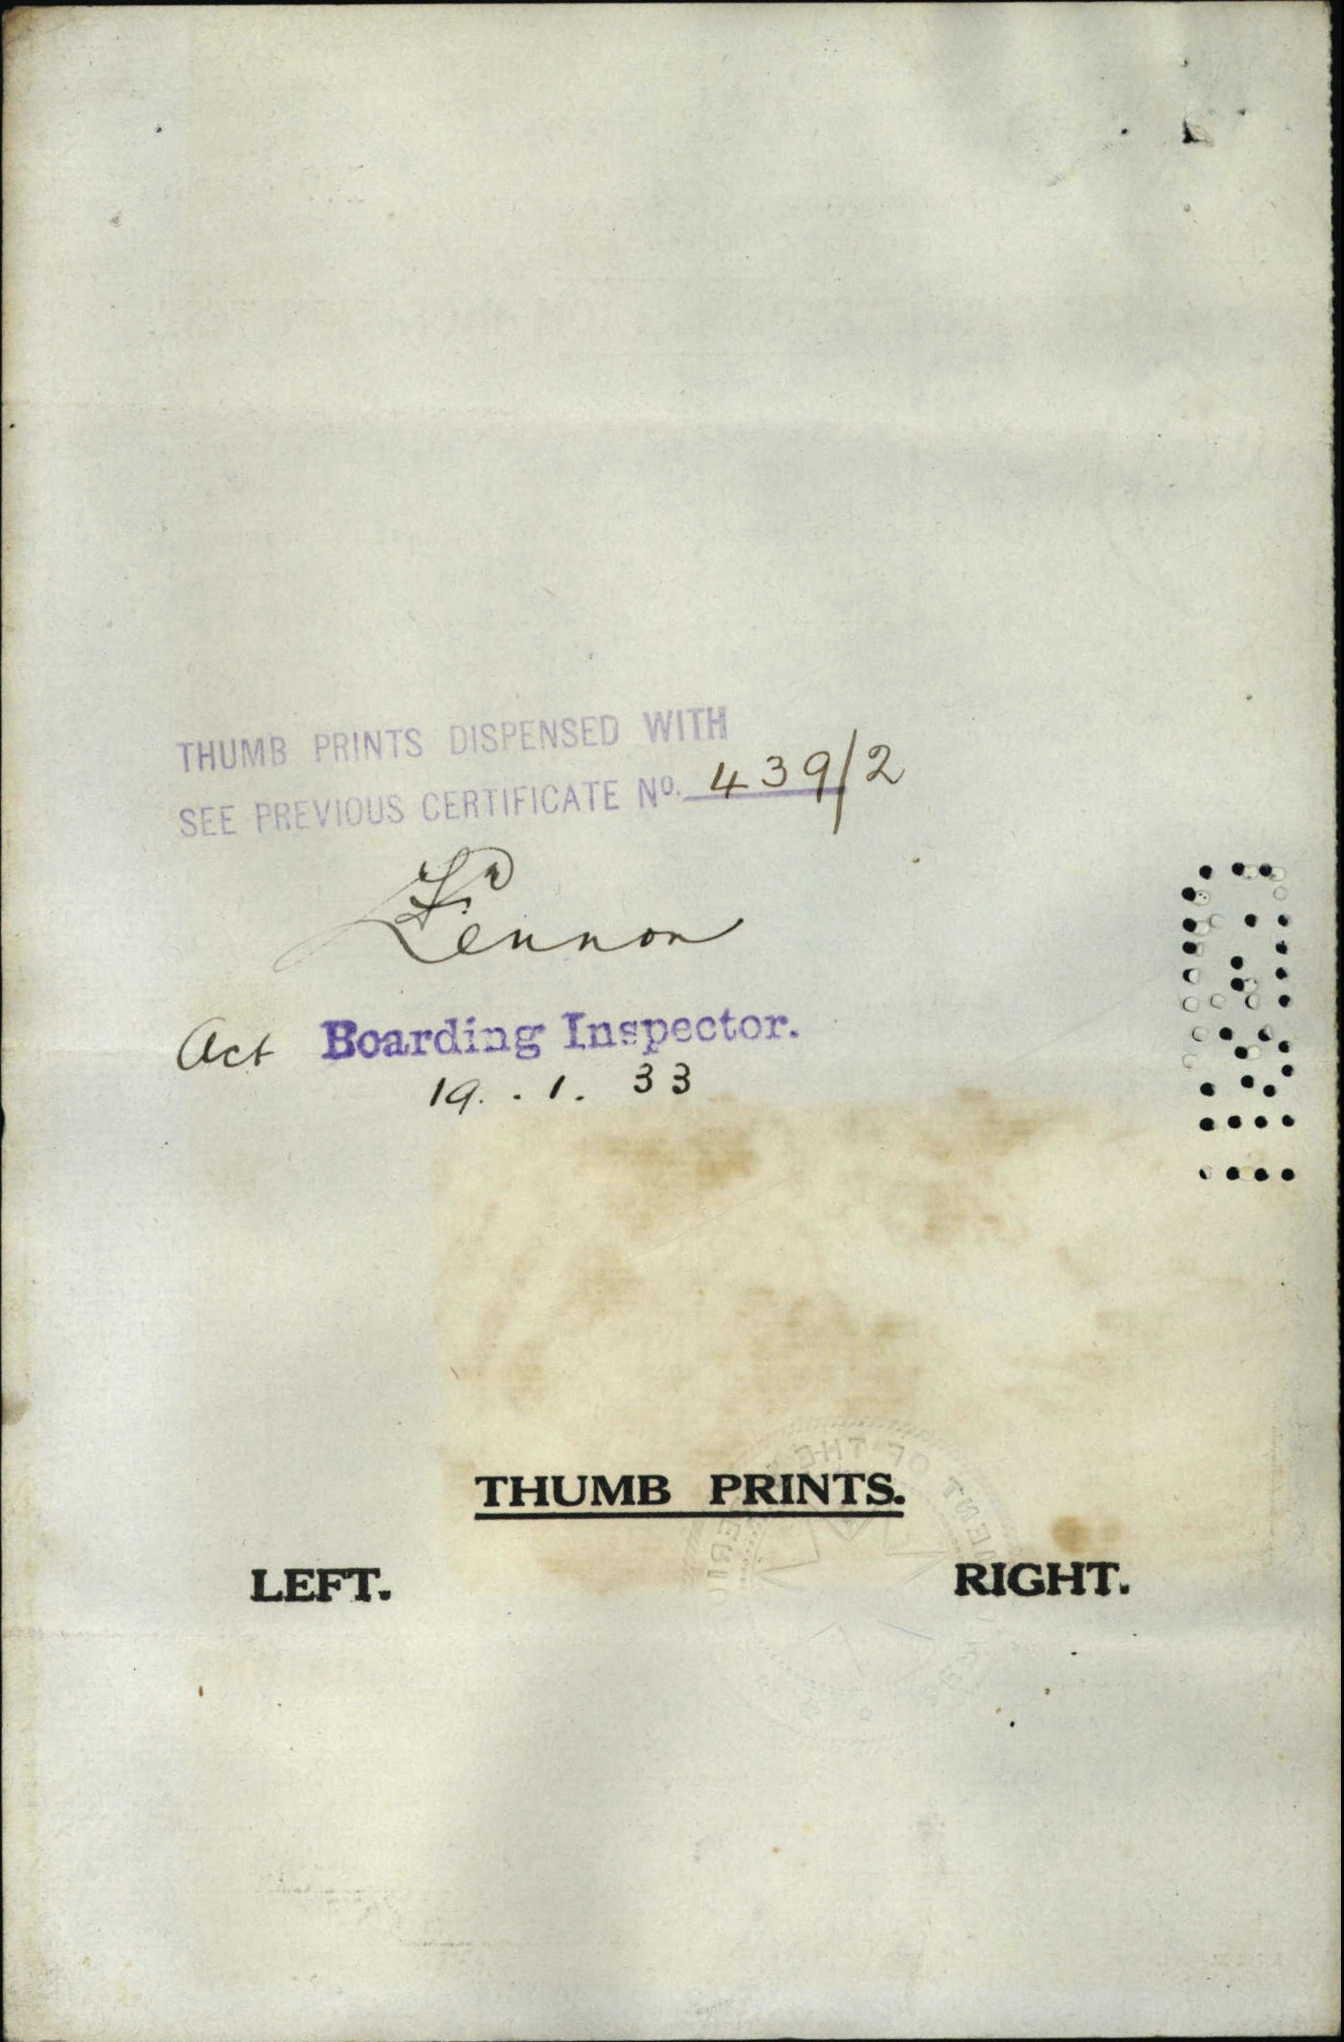 THUMB PRINTS DISPENSED WITH
SEE PREVIOUS CERTIFICATE No. 439/2
Lennon
Act Boarding Inspector.
19. . 1. 33
THUMB PRINTS.
LEFT. RIGHT.